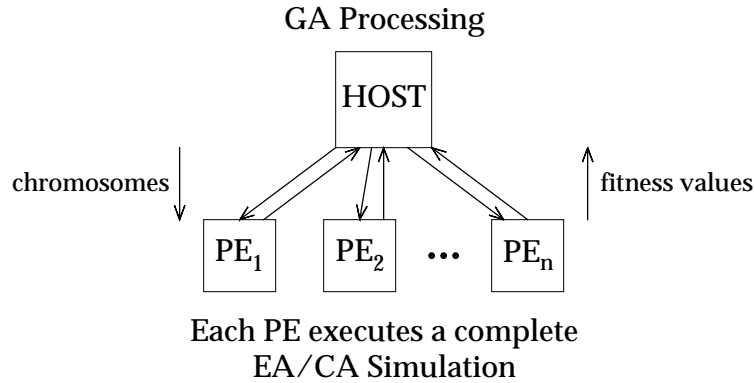 GA Processing
HOST
chromosomes
fitness values
PE1
PE2
...
PEn
Each PE executes a complete
EA/CA Simulation